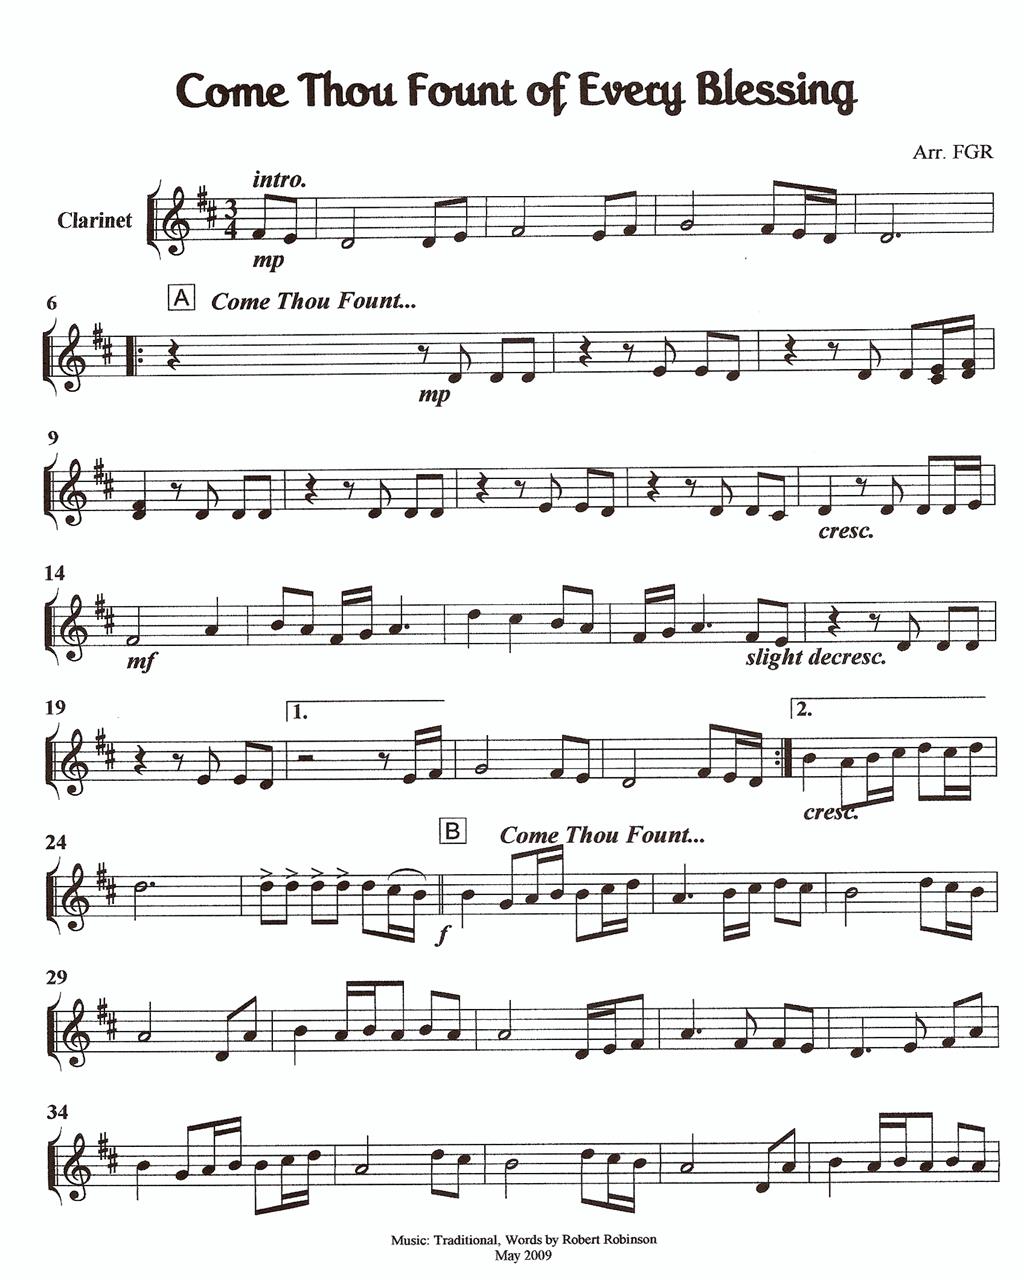 Come Thou Fount of Every Blessing
Arr. FGR
intro.
Clarinet
3
4
mp
6
A Come Thou Fount...
mp
9
cresc.
14
mf
slight decresc.
19
1.
2.
cresc.
24
B Come Thou Fount...
f
29
34
Music: Traditional, Words by Robert Robinson
May 2009